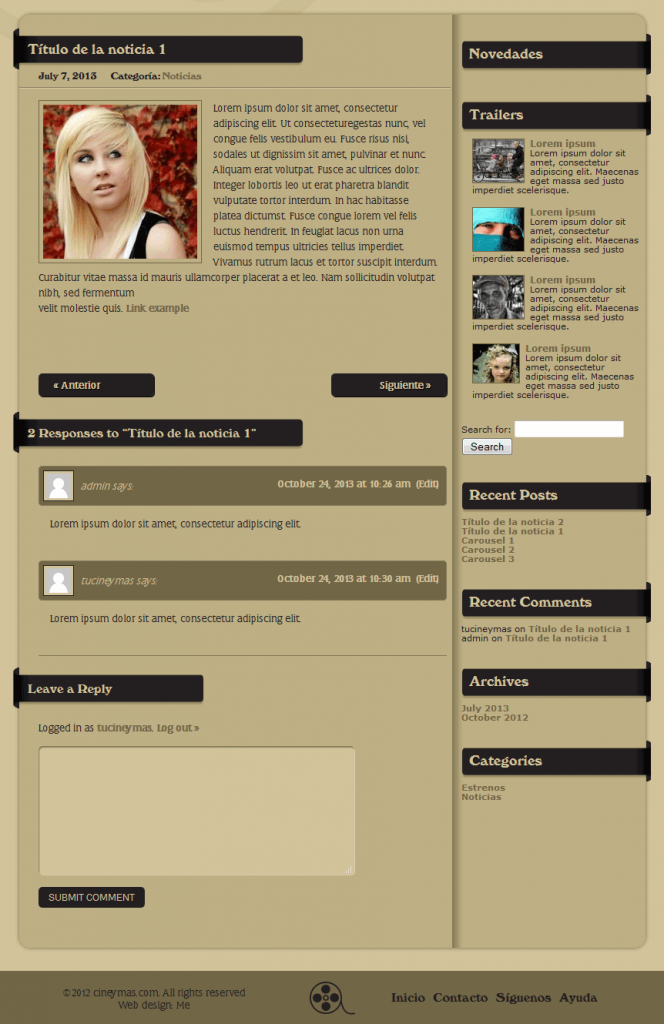 Título de la noticia 1
July 7, 2013 Categoría: Noticias
Lorem ipsum dolor sit amet, consectetur
adipiscing elit. Ut consecteturegestas nunc, vel
congue felis vestibulum eu. Fusce risus nisl,
sodales ut dignissim sit amet, pulvinar et nunc.
Aliquam erat volutpat. Fusce ac ultrices dolor.
Integer lobortis leo ut erat pharetra blandit
vulputate tortor interdum. In hac habitasse
platea dictumst. Fusce congue lorem vel felis
luctus hendrerit. In feugiat lacus non urna
euismod tempus ultricies tellus imperdiet.
Vivamus rutrum lacus et tortor suscipit interdum.
Curabitur vitae massa id mauris ullamcorper placerat a et leo. Nam sollicitudin volutpat
nibh, sed fermentum
velit molestie quis. Link example
« Anterior
Siguiente »
2 Responses to “Título de la noticia 1”
admin says:
October 24, 2013 at 10:26 am (Edit)
Lorem ipsum dolor sit amet, consectetur adipiscing elit.
tucineymas says:
October 24, 2013 at 10:30 am (Edit)
Lorem ipsum dolor sit amet, consectetur adipiscing elit.
Leave a Reply
Logged in as tucineymas. Log out »
SUBMIT COMMENT
Novedades
Trailers
Lorem ipsum
Lorem ipsum dolor sit
amet, consectetur
adipiscing elit. Maecenas
eget massa sed justo
imperdiet scelerisque.
Lorem ipsum
Lorem ipsum dolor sit
amet, consectetur
adipiscing elit. Maecenas
eget massa sed justo
imperdiet scelerisque.
Lorem ipsum
Lorem ipsum dolor sit
amet, consectetur
adipiscing elit. Maecenas
eget massa sed justo
imperdiet scelerisque.
Lorem ipsum
Lorem ipsum dolor sit
amet, consectetur
adipiscing elit. Maecenas
eget massa sed justo
imperdiet scelerisque.
Search for:
Search
Recent Posts
Título de la noticia 2
Título de la noticia 1
Carousel 1
Carousel 2
Carousel 3
Recent Comments
tucineymas on Título de la noticia 1
admin on Título de la noticia 1
Archives
July 2013
October 2012
Categories
Estrenos
Noticias
©2012 cineymas.com. All rights reserved
Web design: Me
Inicio Contacto Síguenos Ayuda